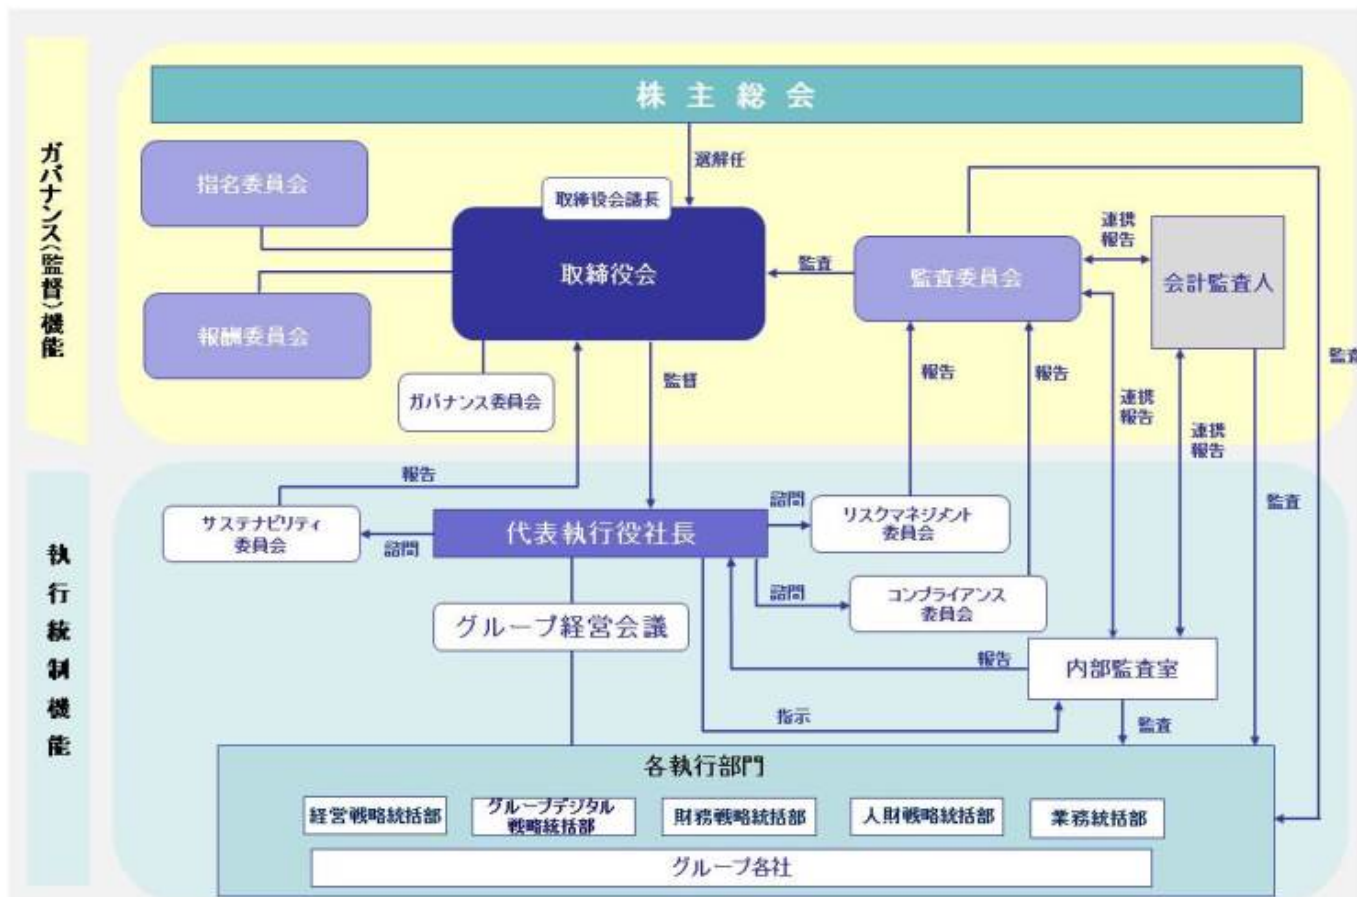 株主総会
ガバナンス(監督)機能
選解任
指名委員会
取締役会議長
取締役会
監査
監査委員会
連携
報告
会計監査人
報酬委員会
ガバナンス委員会
監督
報告
報告
連携
報告
連携
報告
監査
執行統制機能
報告
サステナビリティ
委員会
諮問
代表執行役社長
諮問
リスクマネジメント
委員会
監査
諮問
コンプライアンス
委員会
グループ経営会議
報告
内部監査室
指示
監査
各執行部門
経営戦略統括部
グループデジタル
戦略統括部
財務戦略統括部
人財戦略統括部
業務統括部
グループ各社